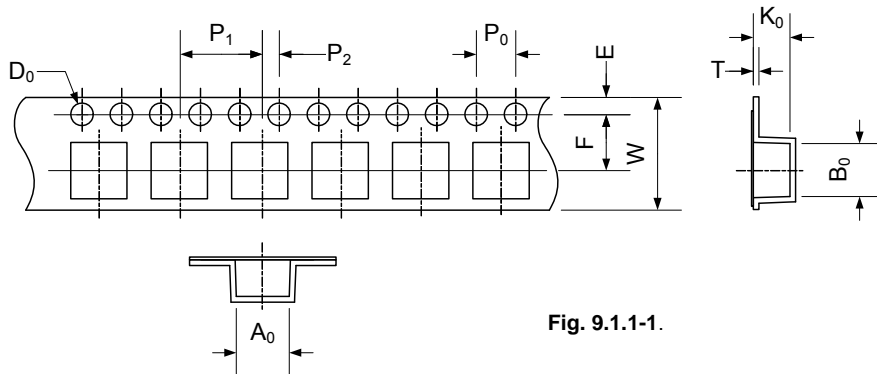 P₁
P₂
P₀
E
K₀
D₀
T
F
W
B₀
A₀
Fig. 9.1.1-1.